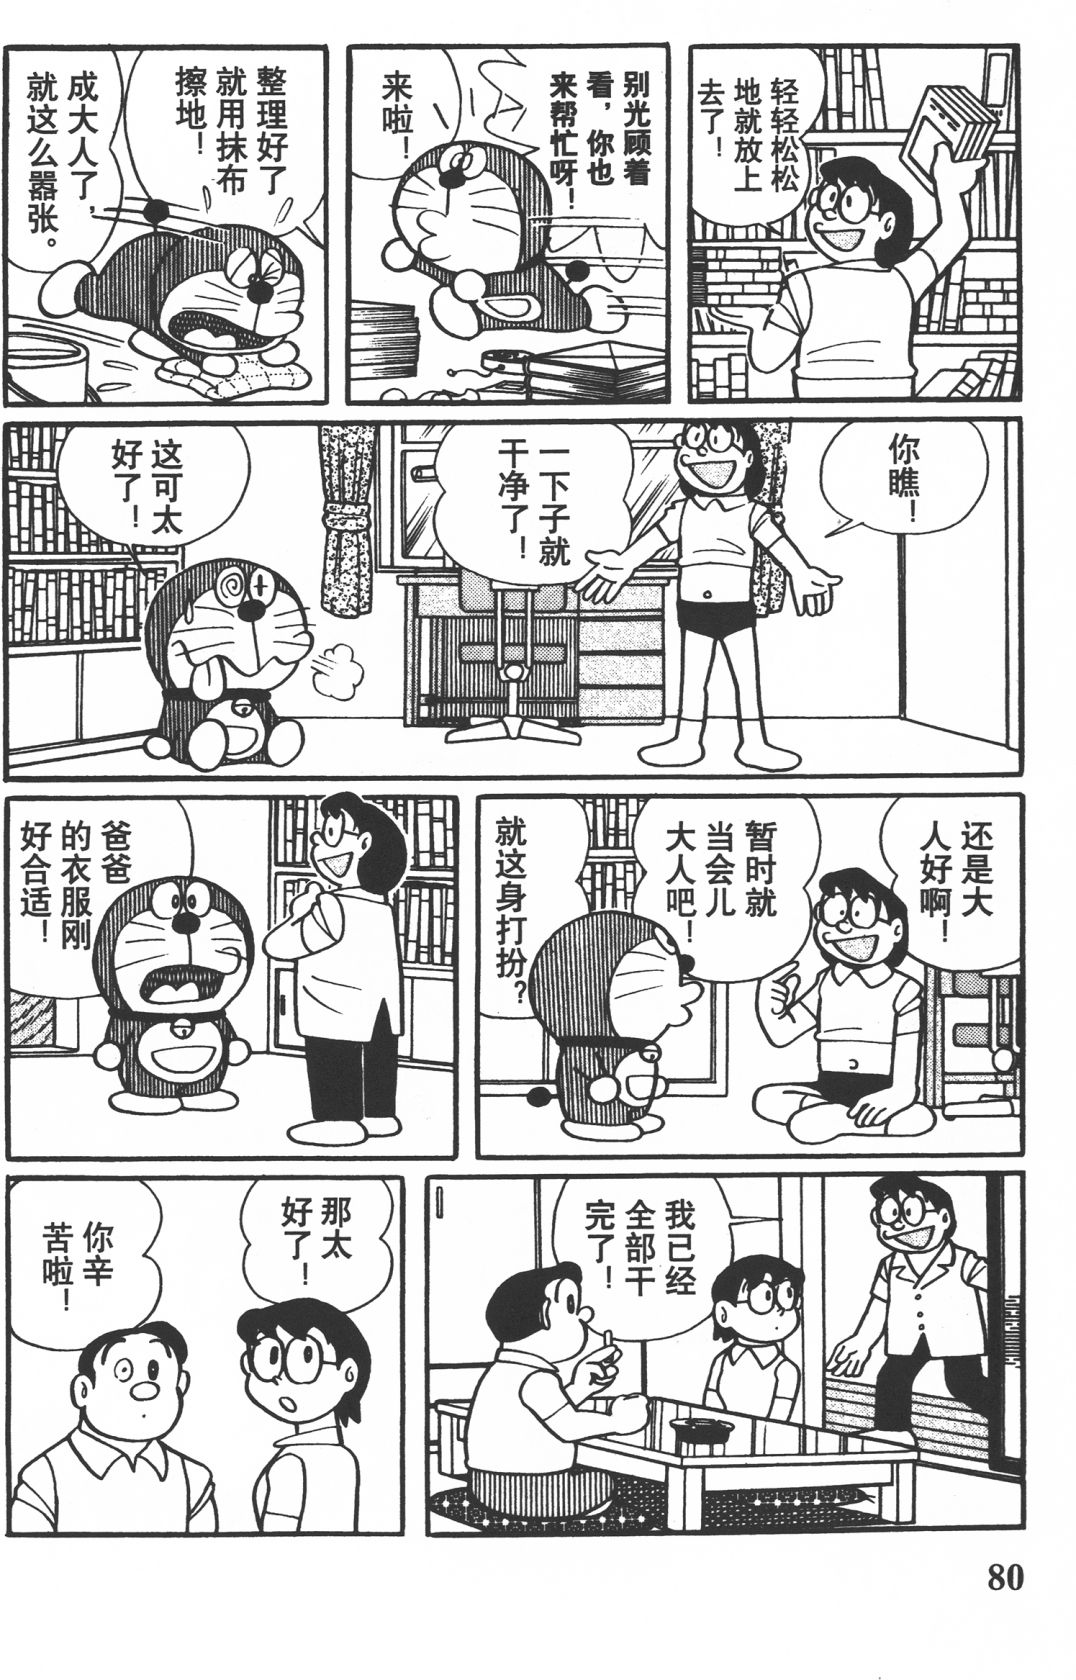 轻轻松松
地就放上
去了！
别光顾着
看，你也
来帮忙呀！
来啦！
整理好了
就用抹布
擦地！
成大人了，
就这么嚣张。
你瞧！
一下子就
干净了！
这可太
好了！
还是大
人好啊！
暂时就
当会儿
大人吧！
就这身打扮？
爸爸
的衣服刚
好合适！
我已经
全部干
完了！
那太
好了！
你辛
苦啦！
80